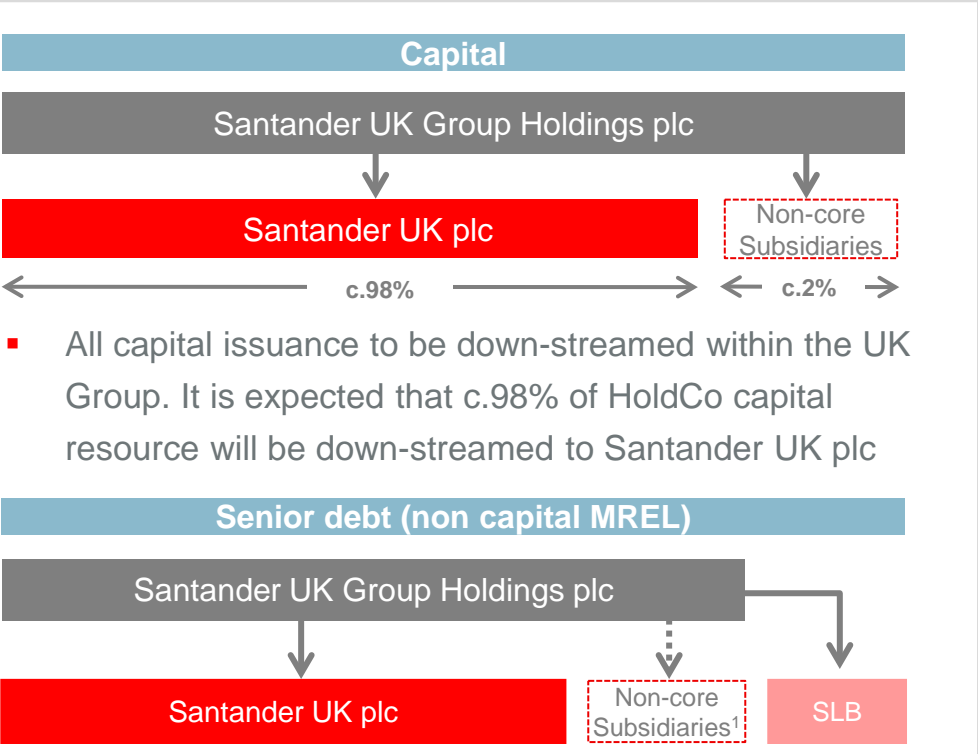 Capital
Santander UK Group Holdings plc
Santander UK plc
Non-core
Subsidiaries
c.98%
c.2%
▪ All capital issuance to be down-streamed within the UK
Group. It is expected that c.98% of HoldCo capital
resource will be down-streamed to Santander UK plc
Senior debt (non capital MREL)
Santander UK Group Holdings plc
Santander UK plc
Non-core
Subsidiaries¹
SLB